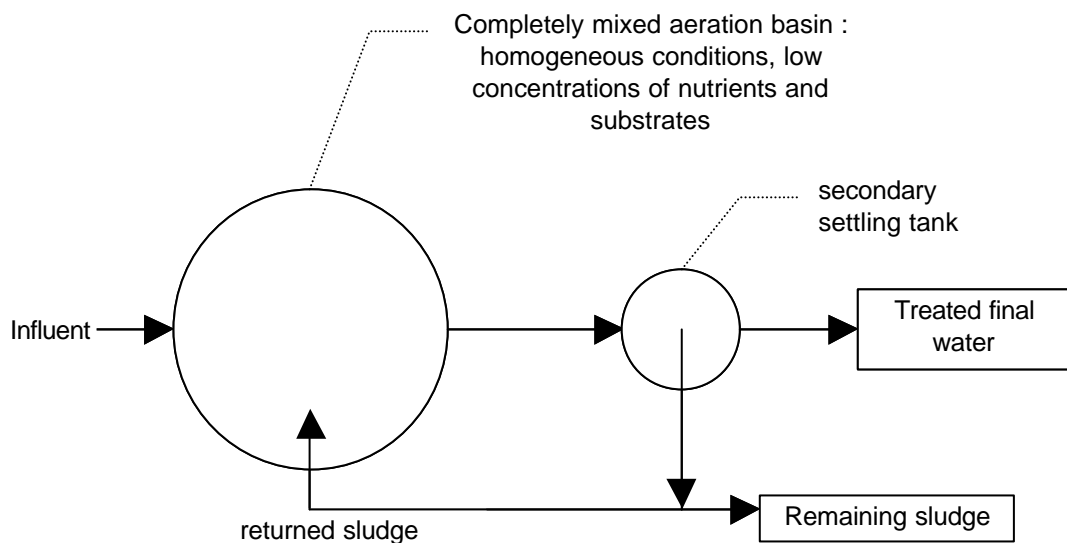 Completely mixed aeration basin :
homogeneous conditions, low
concentrations of nutrients and
substrates
secondary
settling tank
Influent
Treated final
water
returned sludge
Remaining sludge